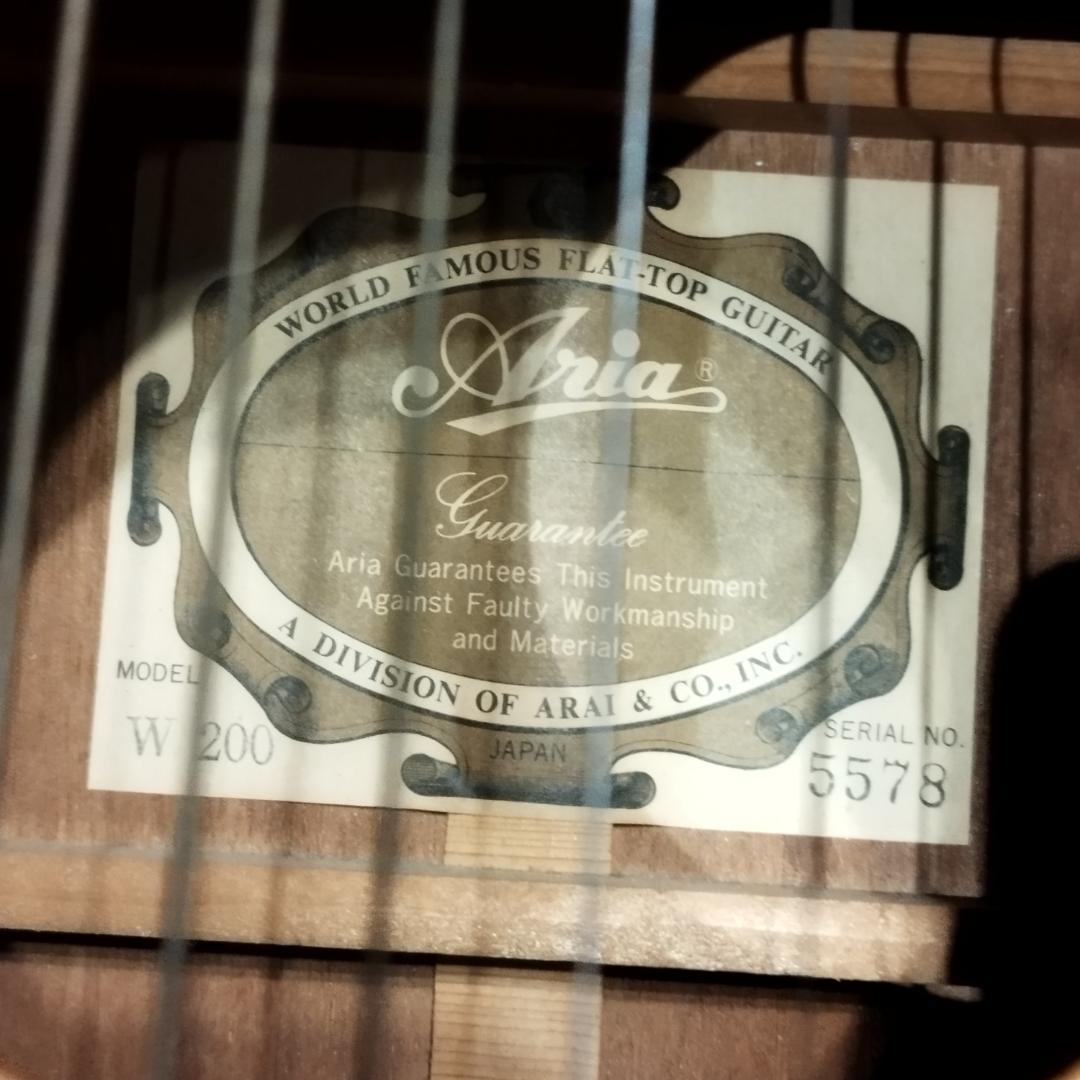 WORLD FAMOUS FLAT-TOP GUITAR
Aria®
Guarantee
Aria Guarantees This Instrument
Against Faulty Workmanship
and Materials
A DIVISION OF ARAI & CO., INC.
JAPAN
MODEL
W 200
SERIAL NO.
5578